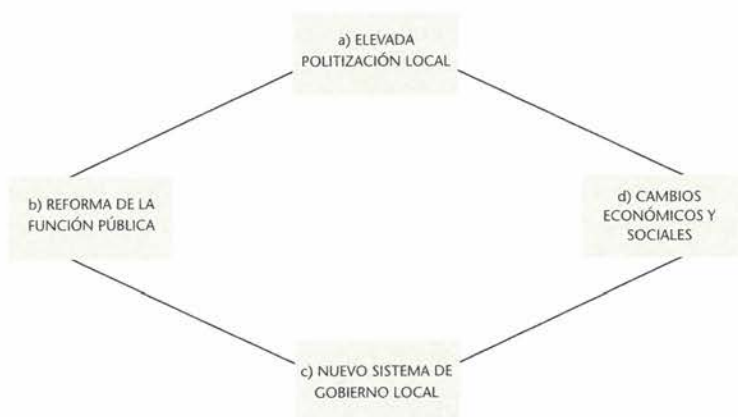 a) ELEVADA
POLITIZACIÓN LOCAL
b) REFORMA DE LA
FUNCIÓN PÚBLICA
d) CAMBIOS
ECONÓMICOS Y
SOCIALES
c) NUEVO SISTEMA DE
GOBIERNO LOCAL